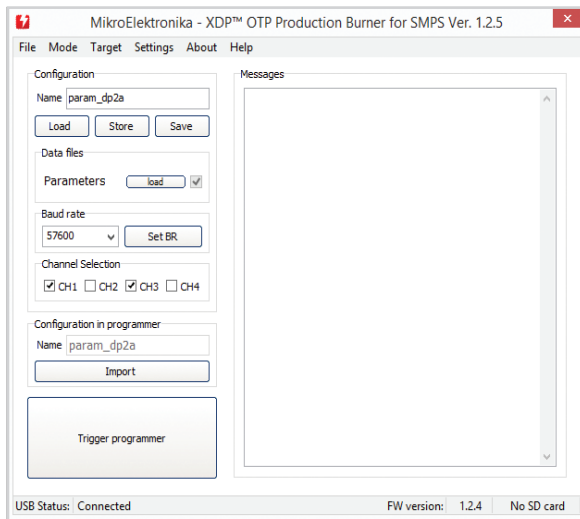 MikroElektronika - XDP™ OTP Production Burner for SMPS Ver. 1.2.5
File Mode Target Settings About Help
Configuration
Name param_dp2a
Load Store Save
Data files
Parameters load
Baud rate
57600 Set BR
Channel Selection
CH1 CH2 CH3 CH4
Configuration in programmer
Name param_dp2a
Import
Trigger programmer
Messages
USB Status: Connected FW version: 1.2.4 No SD card